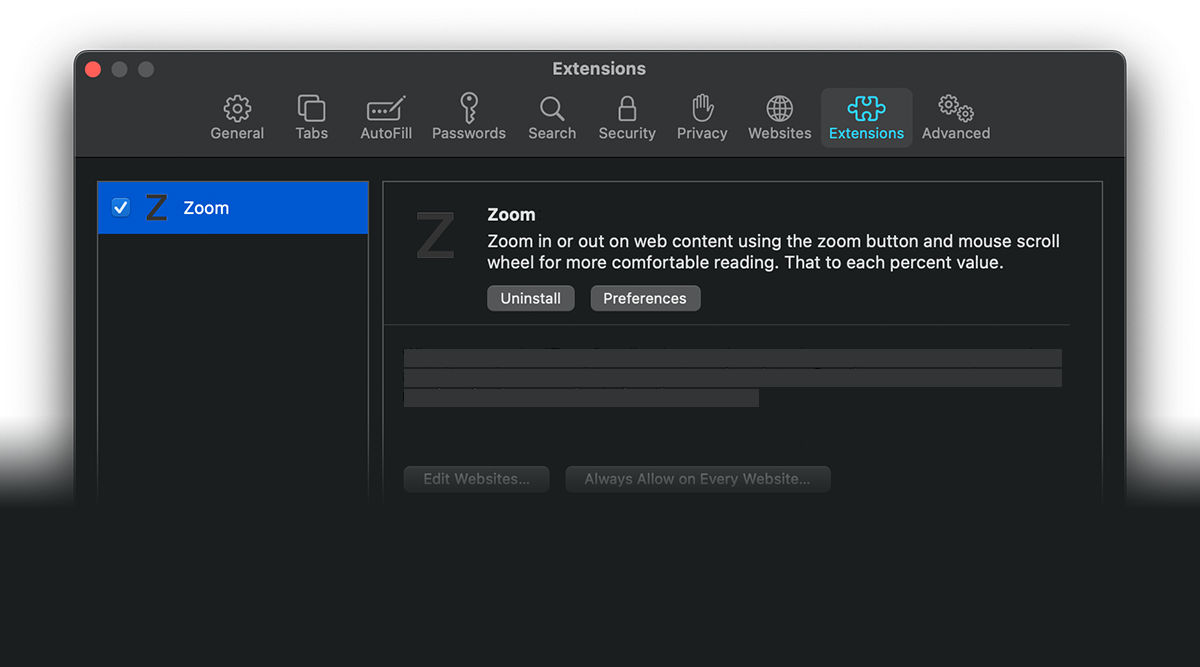 Extensions
General Tabs AutoFill Passwords Search Security Privacy Websites Extensions Advanced
Z Zoom
Z
Zoom
Zoom in or out on web content using the zoom button and mouse scroll
wheel for more comfortable reading. That to each percent value.
Uninstall Preferences
Edit Websites... Always Allow on Every Website...